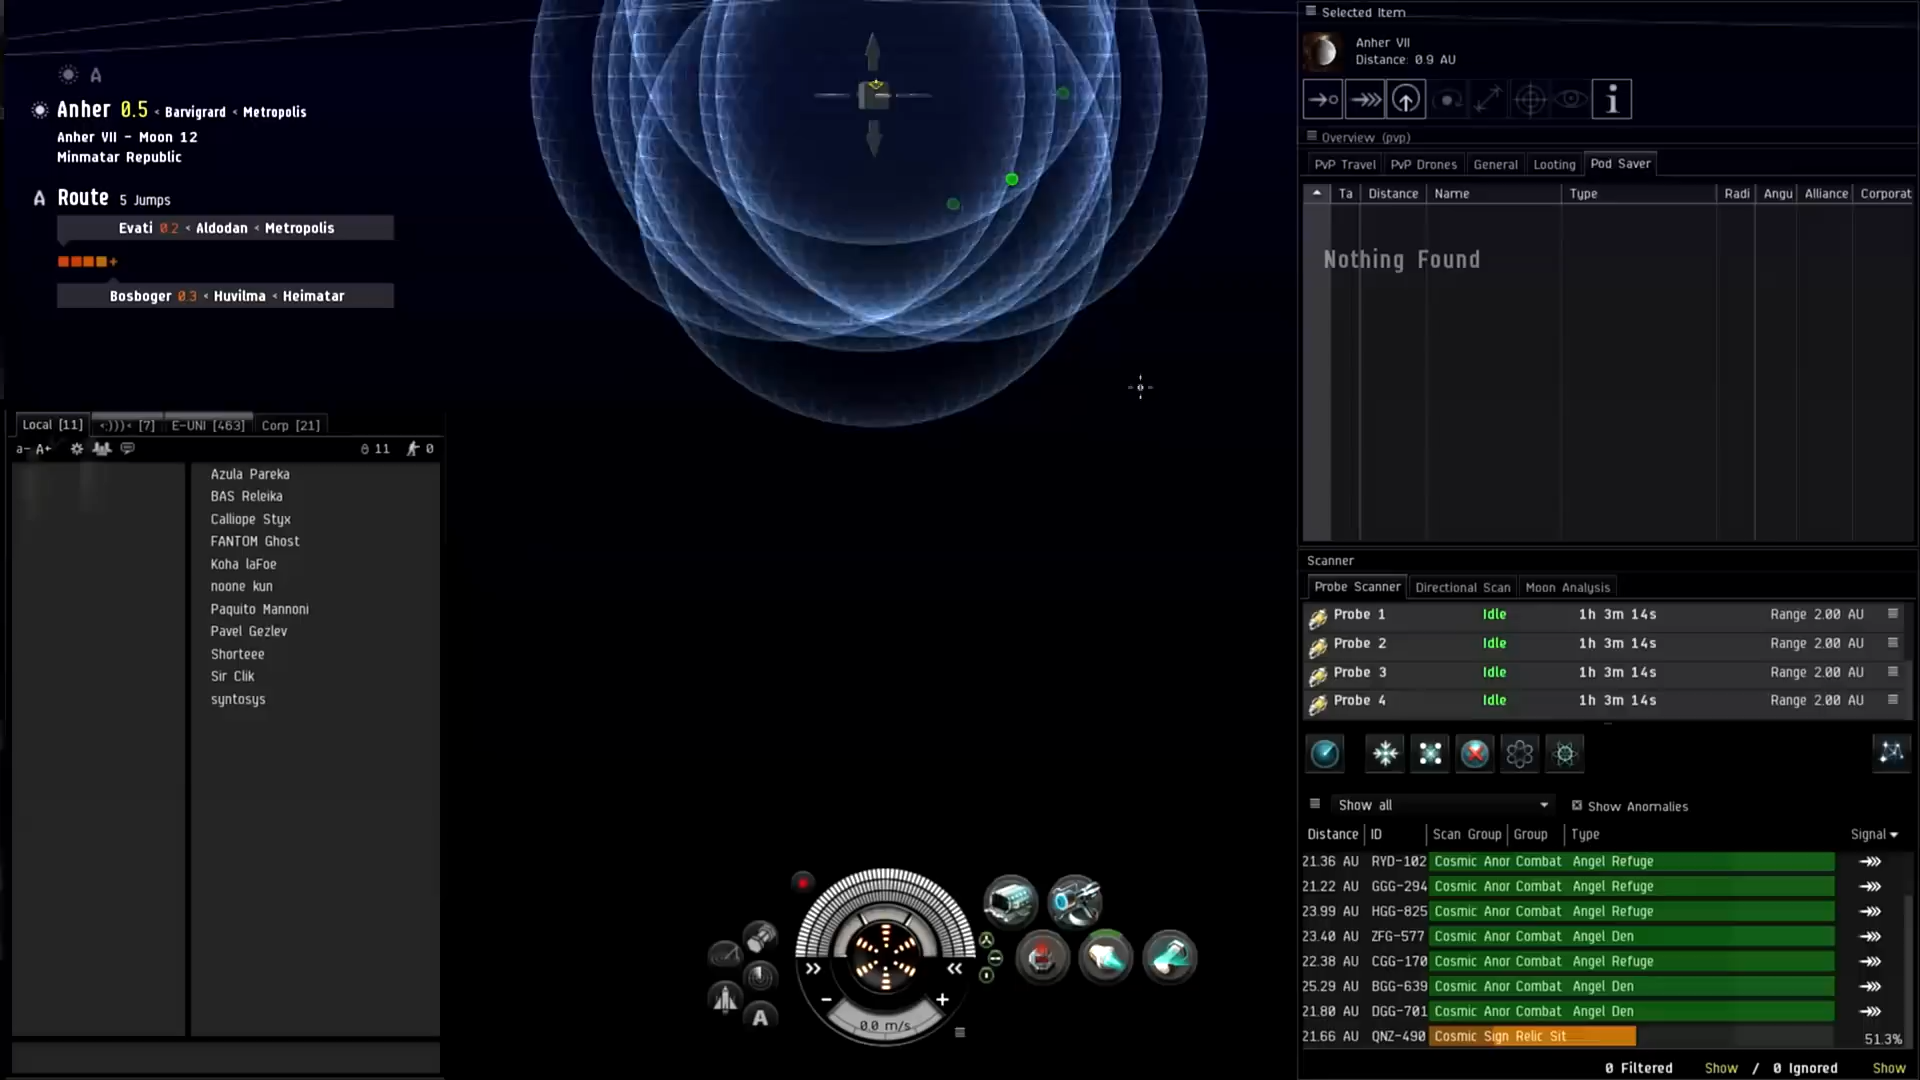 A
Anher 0.5 < Barvigrard < Metropolis
Anher VII - Moon 12
Minmatar Republic
A Route 5 Jumps
Evati 0.2 < Aldodan < Metropolis
Bosboger 0.3 < Huvilma < Heimatar
Local [11] <:)))< [7] E-UNI [463] Corp [21]
a- A+ 11 0
Azula Pareka
BAS Releika
Calliope Styx
FANTOM Ghost
Koha laFoe
noone kun
Paquito Mannoni
Pavel Gezlev
Shorteee
Sir Clik
syntosys
A
0.0 m/s
Selected Item
Anher VII
Distance: 0.9 AU
Overview (pvp)
PvP Travel PvP Drones General Looting Pod Saver
Ta Distance Name Type Radi Angu Alliance Corporat
Nothing Found
Scanner
Probe Scanner Directional Scan Moon Analysis
Probe 1 Idle 1h 3m 14s Range 2.00 AU
Probe 2 Idle 1h 3m 14s Range 2.00 AU
Probe 3 Idle 1h 3m 14s Range 2.00 AU
Probe 4 Idle 1h 3m 14s Range 2.00 AU
Show all Show Anomalies
Distance ID Scan Group Group Type Signal
21.36 AU RYD-102 Cosmic Anor Combat Angel Refuge
21.22 AU GGG-294 Cosmic Anor Combat Angel Refuge
23.99 AU HGG-825 Cosmic Anor Combat Angel Refuge
23.40 AU ZFG-577 Cosmic Anor Combat Angel Den
22.38 AU CGG-170 Cosmic Anor Combat Angel Refuge
25.29 AU BGG-639 Cosmic Anor Combat Angel Den
21.80 AU DGG-701 Cosmic Anor Combat Angel Den
21.66 AU QNZ-490 Cosmic Sign Relic Sit 51.3%
0 Filtered Show / 0 Ignored Show